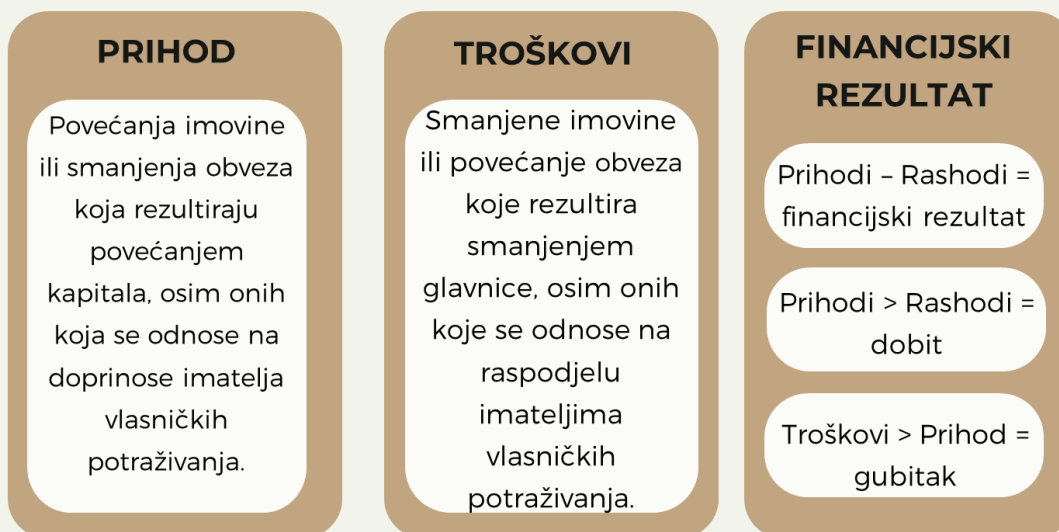 PRIHOD
Povećanja imovine
ili smanjenja obveza
koja rezultiraju
povećanjem
kapitala, osim onih
koja se odnose na
doprinose imatelja
vlasničkih
potraživanja.
TROŠKOVI
Smanjene imovine
ili povećanje obveza
koje rezultira
smanjenjem
glavnice, osim onih
koje se odnose na
raspodjelu
imateljima
vlasničkih
potraživanja.
FINANCIJSKI
REZULTAT
Prihodi – Rashodi =
financijski rezultat
Prihodi > Rashodi =
dobit
Troškovi > Prihod =
gubitak